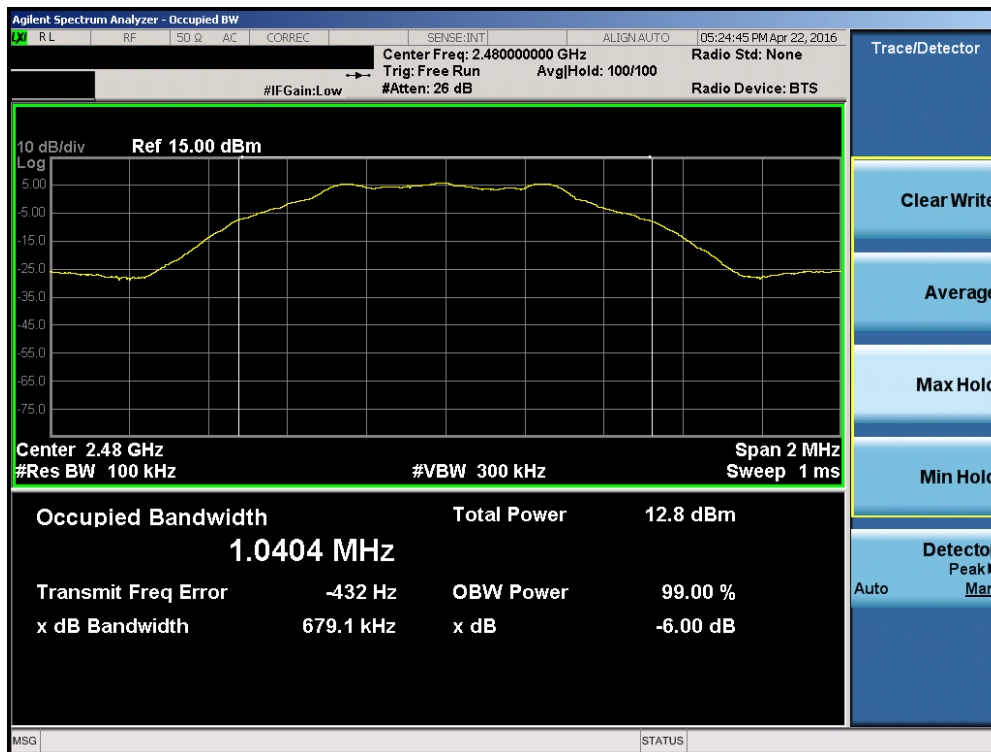 Agilent Spectrum Analyzer - Occupied BW
LXI RL RF 50 Ω AC CORREC SENSE:INT ALIGN AUTO 05:24:45 PM Apr 22, 2016
Center Freq: 2.480000000 GHz Radio Std: None
Trig: Free Run Avg|Hold: 100/100
#IFGain:Low #Atten: 26 dB Radio Device: BTS
Trace/Detector
10 dB/div Ref 15.00 dBm
Log
5.00
-5.00
-15.0
-25.0
-35.0
-45.0
-55.0
-65.0
-75.0
Center 2.48 GHz Span 2 MHz
#Res BW 100 kHz #VBW 300 kHz Sweep 1 ms
Occupied Bandwidth Total Power 12.8 dBm
1.0404 MHz
Transmit Freq Error -432 Hz OBW Power 99.00 %
x dB Bandwidth 679.1 kHz x dB -6.00 dB
Clear Write
Average
Max Hold
Min Hold
Detector
Peak
Auto Man
MSG STATUS